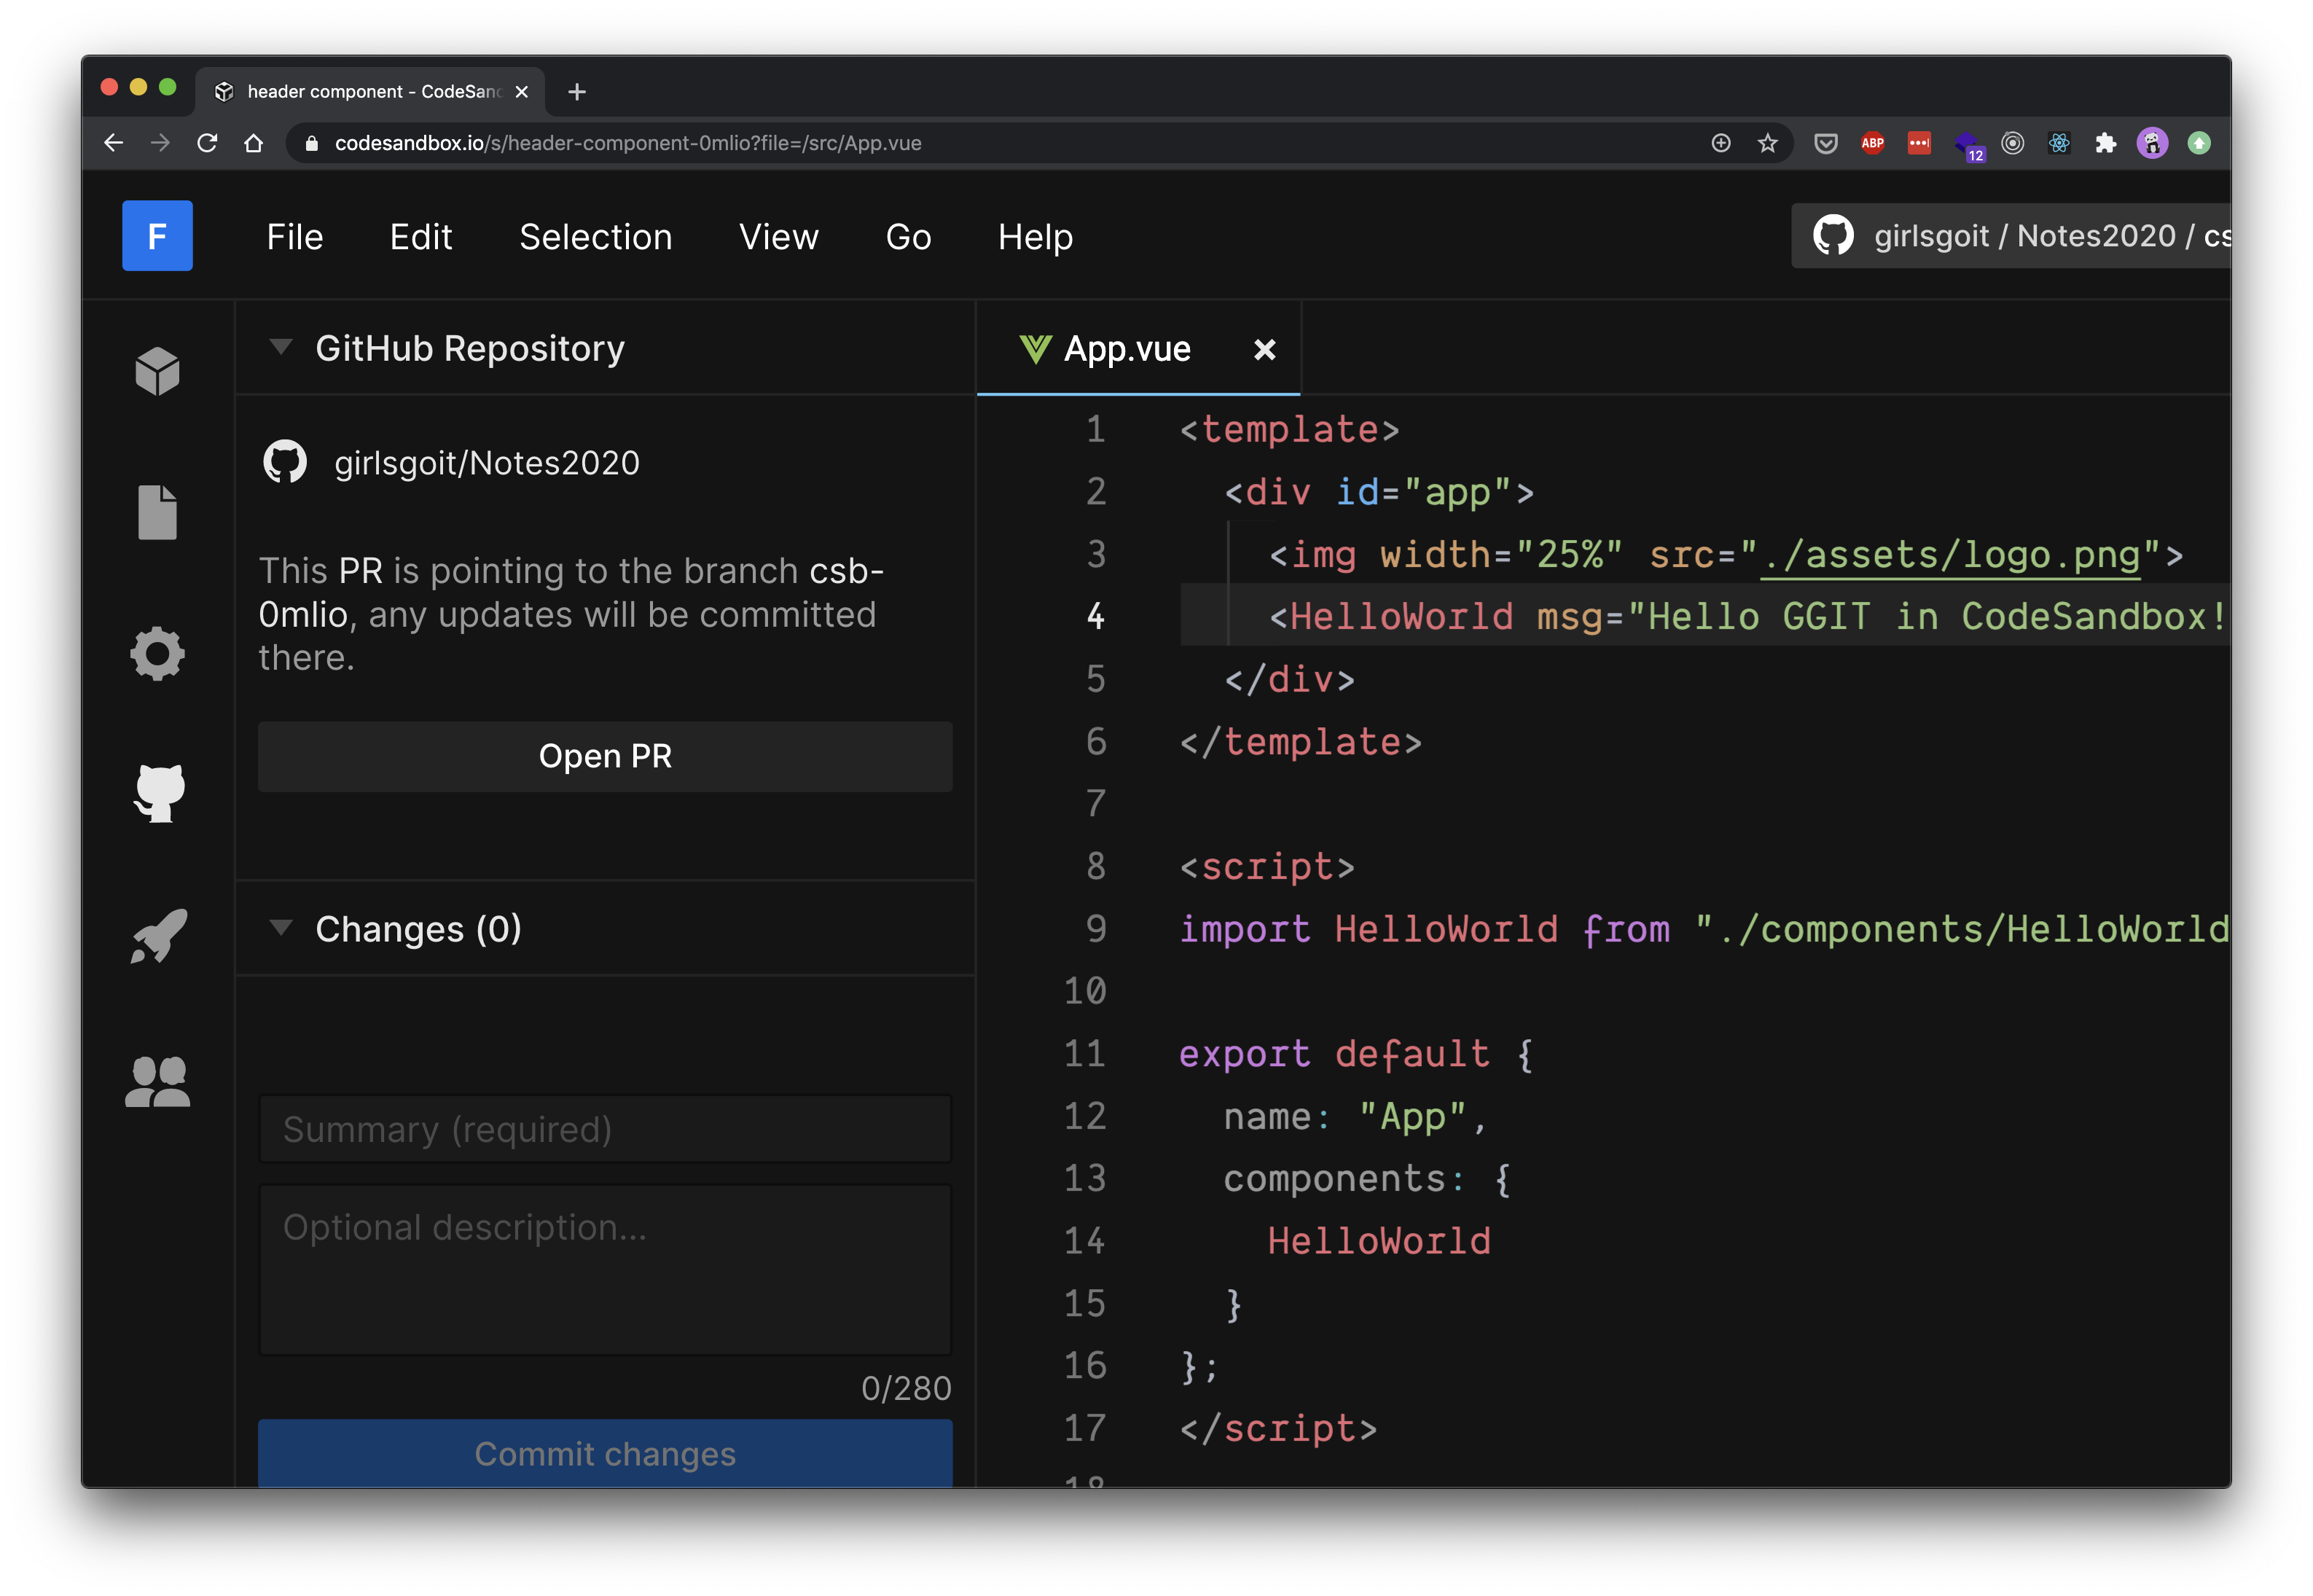 header component - CodeSan
codesandbox.io/s/header-component-0mlio?file=/src/App.vue
ABP
12
F
File Edit Selection View Go Help
girlsgoit / Notes2020 / cs
GitHub Repository
girlsgoit/Notes2020
This PR is pointing to the branch csb-
0mlio, any updates will be committed
there.
Open PR
Changes (0)
Summary (required)
Optional description...
0/280
Commit changes
App.vue
1 <template>
2 <div id="app">
3 <img width="25%" src="./assets/logo.png">
4 <HelloWorld msg="Hello GGIT in CodeSandbox!
5 </div>
6 </template>
7
8 <script>
9 import HelloWorld from "./components/HelloWorld
10
11 export default {
12 name: "App",
13 components: {
14 HelloWorld
15 }
16 };
17 </script>
18